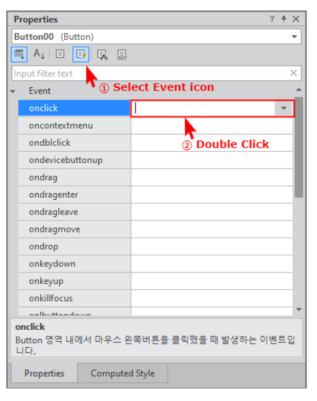 Properties
Button00 (Button)
Input filter text
① Select Event icon
Event
onclick
② Double Click
oncontextmenu
ondblclick
ondevicebuttonup
ondrag
ondragenter
ondragleave
ondragmove
ondrop
onkeydown
onkeyup
onkillfocus
onlbuttondown
onclick
Button 영역 내에서 마우스 왼쪽버튼을 클릭했을 때 발생하는 이벤트입
니다.
Properties Computed Style